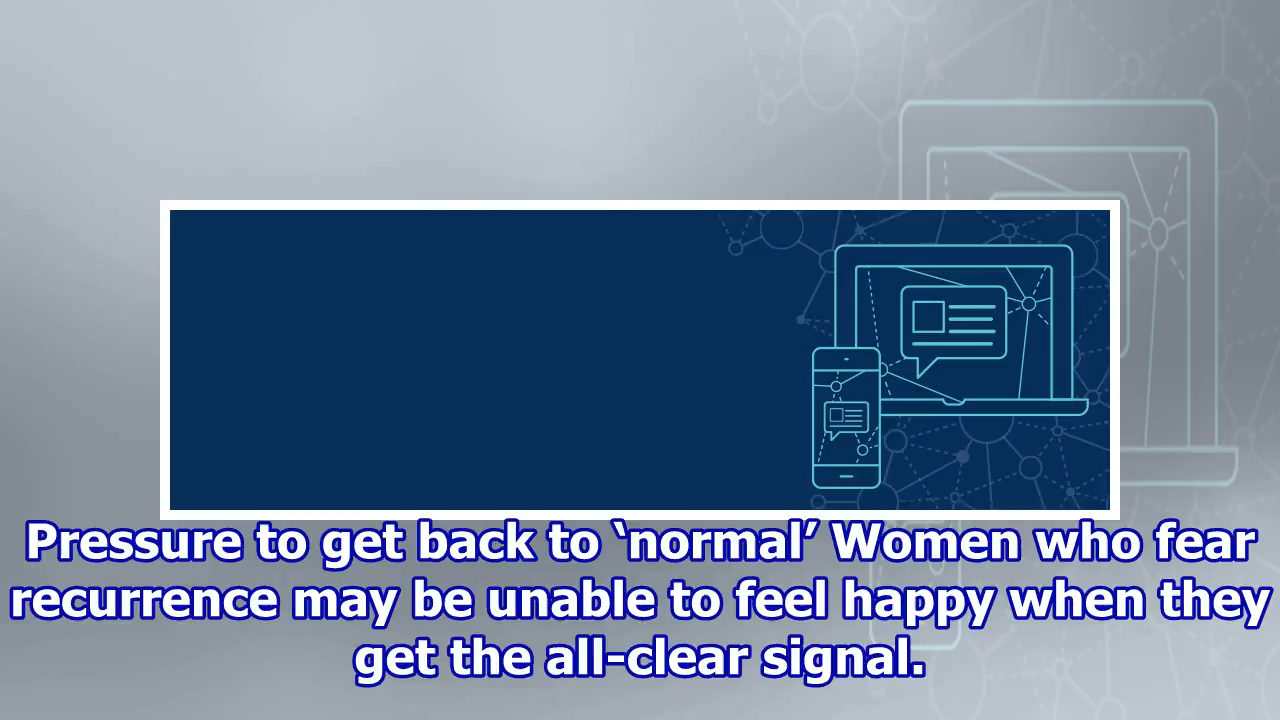 Pressure to get back to ‘normal’ Women who fear
recurrence may be unable to feel happy when they
get the all-clear signal.